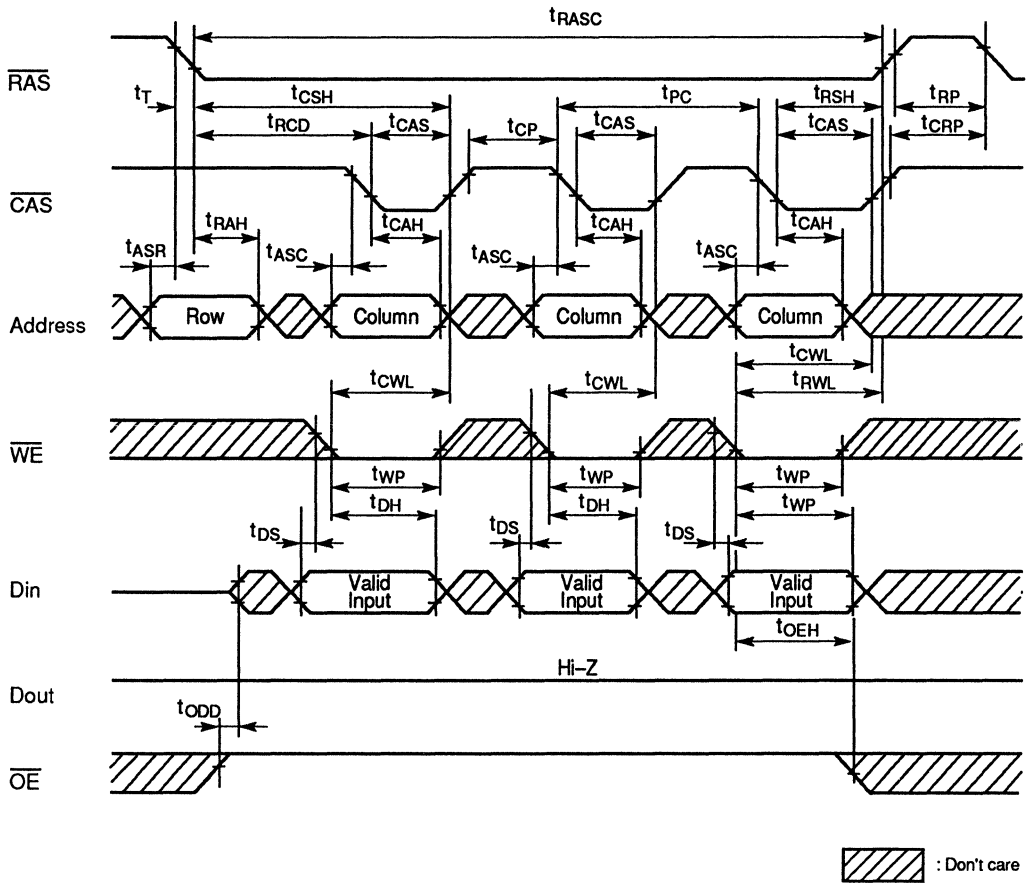 tRASC
RAS
tT
tCSH
tPC
tRSH
tRP
tRCD
tCAS
tCP
tCAS
tCAS
tCRP
CAS
tRAH
tCAH
tCAH
tCAH
tASR
tASC
tASC
tASC
Address
Row
Column
Column
Column
tCWL
tCWL
tCWL
tRWL
WE
tWP
tWP
tWP
tDH
tDH
tWP
tDS
tDS
tDS
Din
Valid
Input
Valid
Input
Valid
Input
tOEH
Hi–Z
Dout
tODD
OE
: Don't care